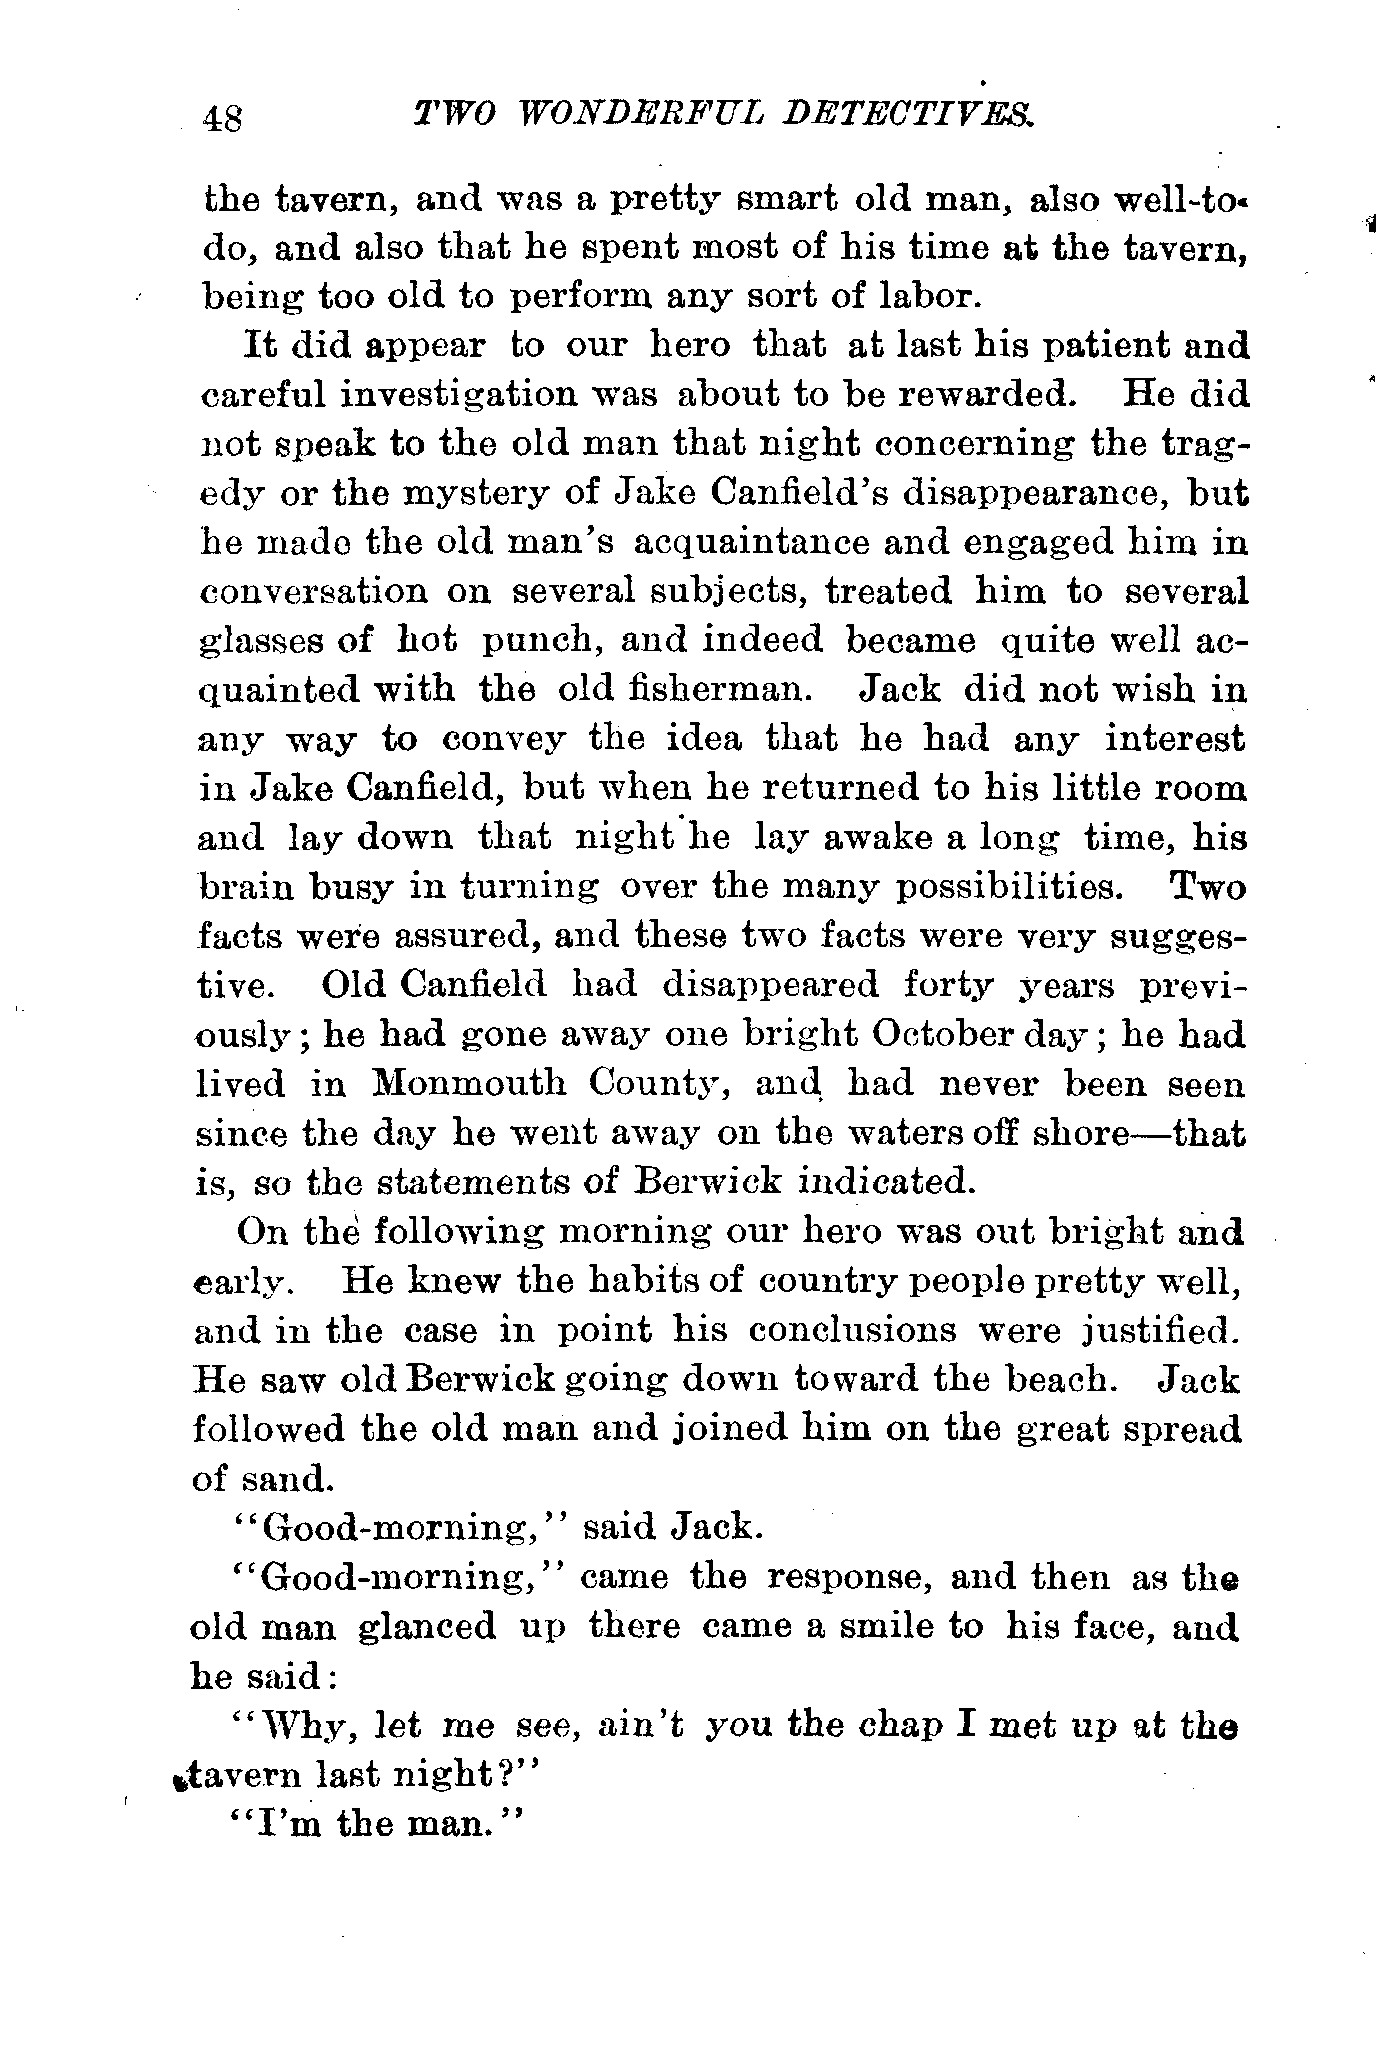 48 TWO WONDERFUL DETECTIVES.
the tavern, and was a pretty smart old man, also well-to-
do, and also that he spent most of his time at the tavern,
being too old to perform any sort of labor.
It did appear to our hero that at last his patient and
careful investigation was about to be rewarded. He did
not speak to the old man that night concerning the trag-
edy or the mystery of Jake Canfield's disappearance, but
he made the old man's acquaintance and engaged him in
conversation on several subjects, treated him to several
glasses of hot punch, and indeed became quite well ac-
quainted with the old fisherman. Jack did not wish in
any way to convey the idea that he had any interest
in Jake Canfield, but when he returned to his little room
and lay down that night he lay awake a long time, his
brain busy in turning over the many possibilities. Two
facts were assured, and these two facts were very sugges-
tive. Old Canfield had disappeared forty years previ-
ously; he had gone away one bright October day; he had
lived in Monmouth County, and had never been seen
since the day he went away on the waters off shore—that
is, so the statements of Berwick indicated.
On the following morning our hero was out bright and
early. He knew the habits of country people pretty well,
and in the case in point his conclusions were justified.
He saw old Berwick going down toward the beach. Jack
followed the old man and joined him on the great spread
of sand.
"Good-morning," said Jack.
"Good-morning," came the response, and then as the
old man glanced up there came a smile to his face, and
he said:
"Why, let me see, ain't you the chap I met up at the
tavern last night?"
"I'm the man."